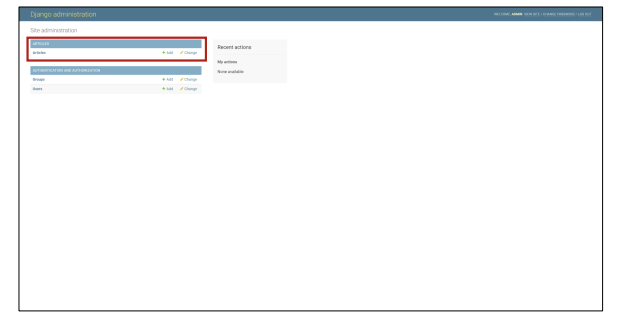 Django administration
WELCOME, ADMIN. VIEW SITE / CHANGE PASSWORD / LOG OUT
Site administration
ARTICLES
Articles + Add Change
AUTHENTICATION AND AUTHORIZATION
Groups + Add Change
Users + Add Change
Recent actions
My actions
None available